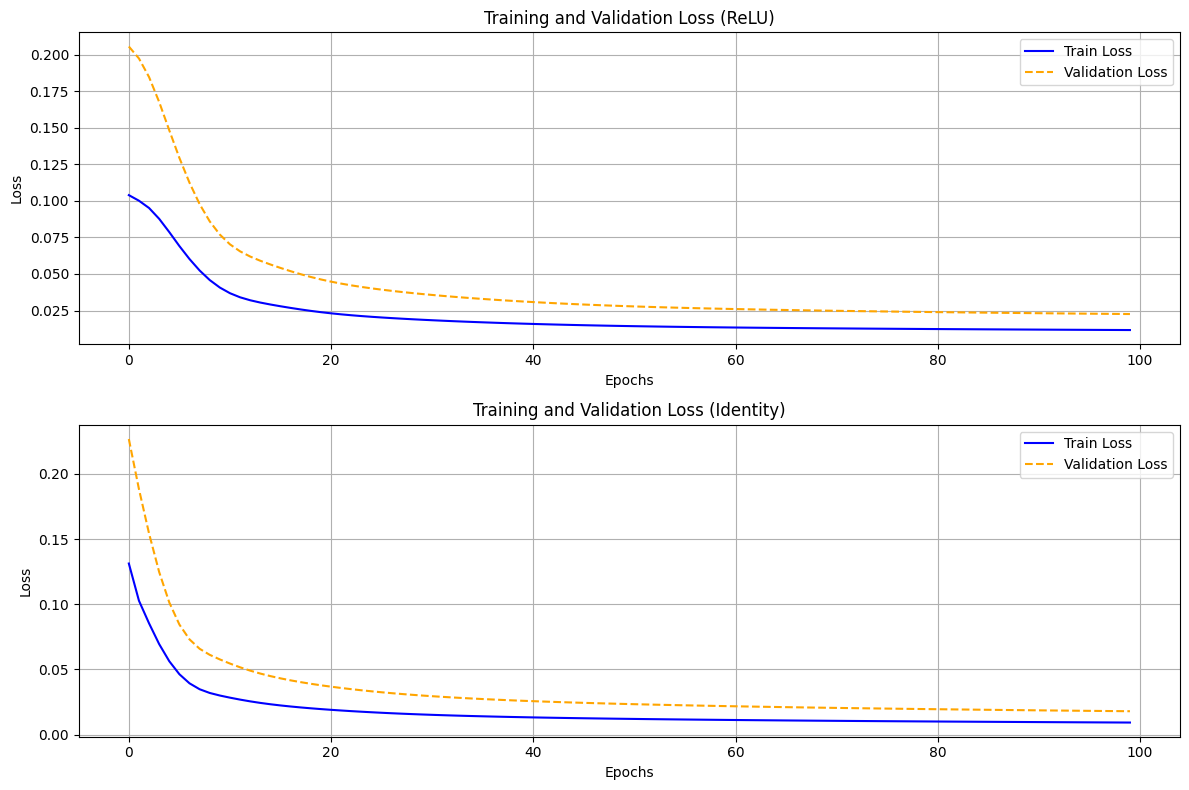 Training and Validation Loss (ReLU)
Train Loss
Validation Loss
0.200
0.175
0.150
0.125
0.100
0.075
0.050
0.025
Loss
0 20 40 60 80 100
Epochs
Training and Validation Loss (Identity)
Train Loss
Validation Loss
0.20
0.15
0.10
0.05
0.00
Loss
0 20 40 60 80 100
Epochs